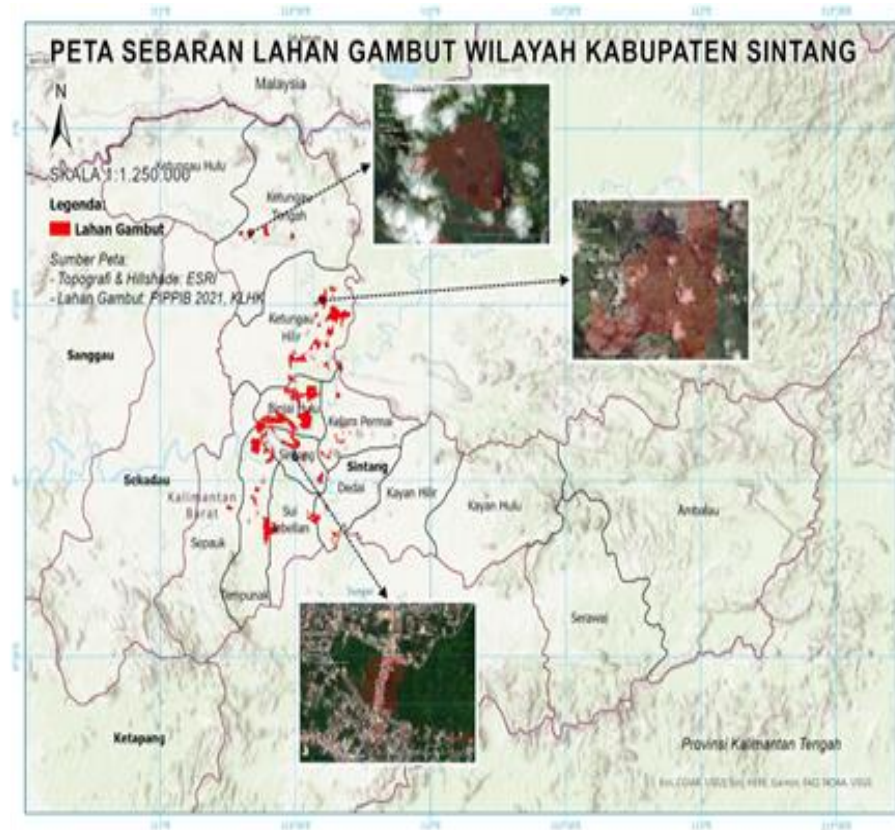 PETA SEBARAN LAHAN GAMBUT WILAYAH KABUPATEN SINTANG
Malaysia
N
Ketungau Hulu
SKALA 1:1.250.000
Ketungau
Tengah
Legenda:
Lahan Gambut
Sumber Peta:
- Topografi & Hillshade: ESRI
- Lahan Gambut: PIPPIB 2021, KLHK
Ketungau
Hilir
Sanggau
Binjai Hulu
Kelam Permai
Sintang
Sintang
Sekadau
Dedai
Kayan Hilir
Kalimantan
Barat
Kayan Hulu
Ambalau
Sui
Tebelian
Sepauk
Tempunak
Serawai
Ketapang
Provinsi Kalimantan Tengah